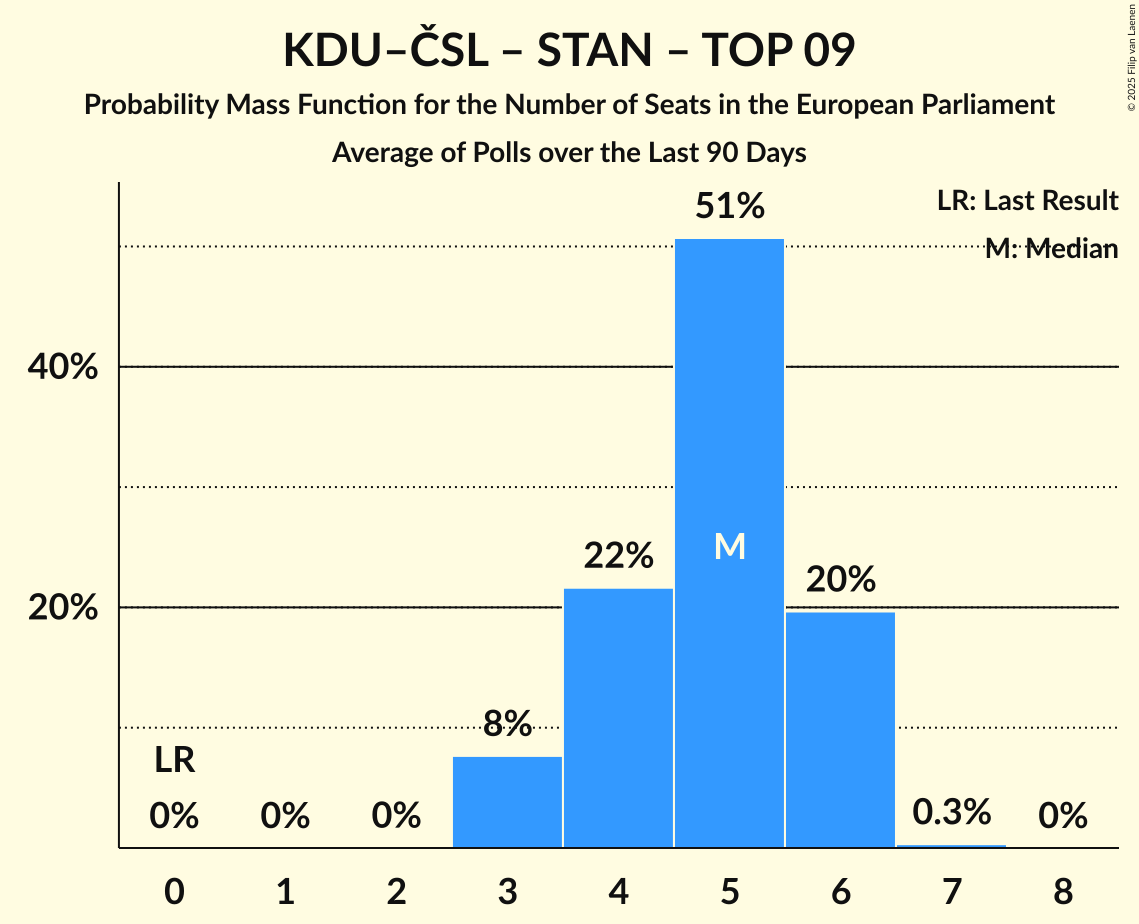 KDU–ČSL – STAN – TOP 09
Probability Mass Function for the Number of Seats in the European Parliament
Average of Polls over the Last 90 Days
© 2025 Filip van Laenen
LR: Last Result
M: Median
51%
40%
M
22%
20%
20%
8%
LR
0%
0%
0%
0.3%
0%
0 1 2 3 4 5 6 7 8